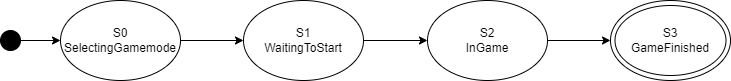 S0
SelectingGamemode
S1
WaitingToStart
S2
InGame
S3
GameFinished